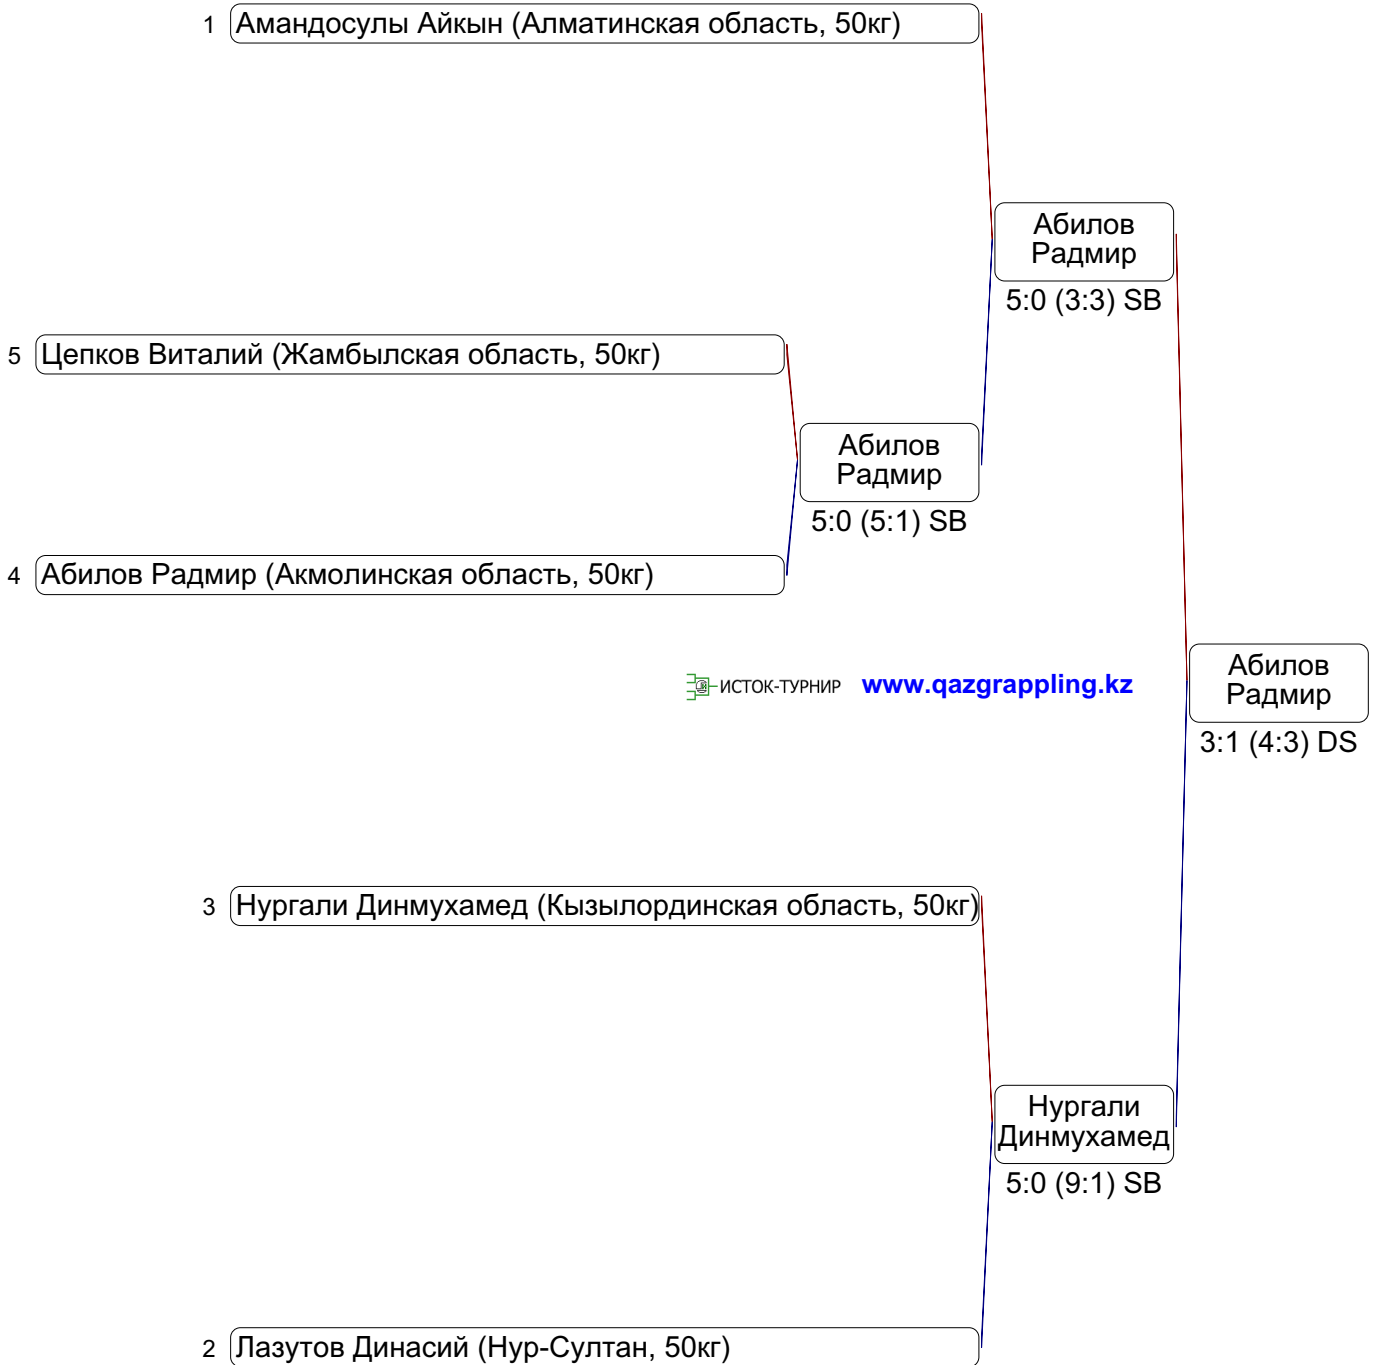 1 Амандосулы Айкын (Алматинская область, 50кг)
Абилов
Радмир
5:0 (3:3) SB
5 Цепков Виталий (Жамбылская область, 50кг)
Абилов
Радмир
5:0 (5:1) SB
4 Абилов Радмир (Акмолинская область, 50кг)
ИСТОК-ТУРНИР www.qazgrappling.kz
Абилов
Радмир
3:1 (4:3) DS
3 Нургали Динмухамед (Кызылординская область, 50кг)
Нургали
Динмухамед
5:0 (9:1) SB
2 Лазутов Динасий (Нур-Султан, 50кг)